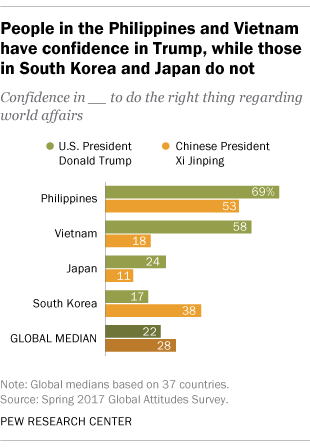 People in the Philippines and Vietnam
have confidence in Trump, while those
in South Korea and Japan do not
Confidence in __ to do the right thing regarding
world affairs
U.S. President
Donald Trump
Chinese President
Xi Jinping
Philippines 69% 53
Vietnam 58 18
Japan 24 11
South Korea 17 38
GLOBAL MEDIAN 22 28
Note: Global medians based on 37 countries.
Source: Spring 2017 Global Attitudes Survey.
PEW RESEARCH CENTER